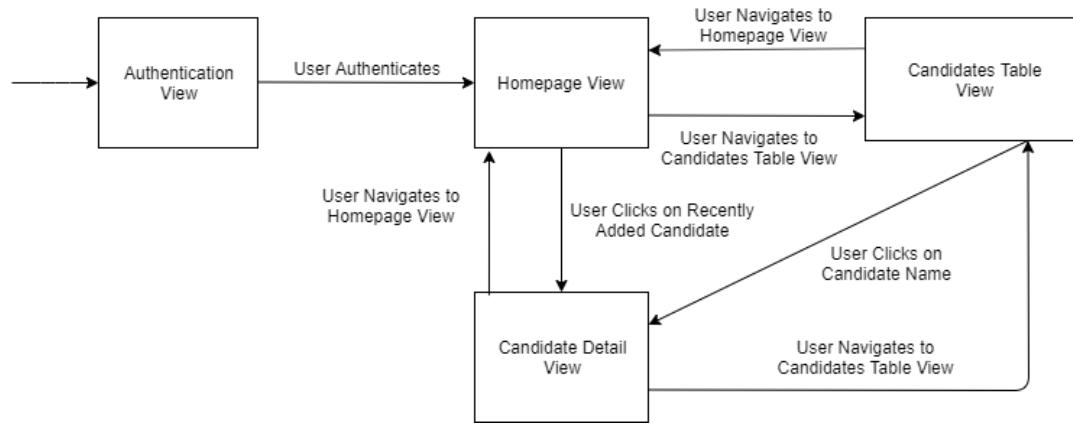 User Navigates to
Homepage View
Authentication
View
User Authenticates
Homepage View
Candidates Table
View
User Navigates to
Candidates Table View
User Navigates to
Homepage View
User Clicks on Recently
Added Candidate
User Clicks on
Candidate Name
Candidate Detail
View
User Navigates to
Candidates Table View